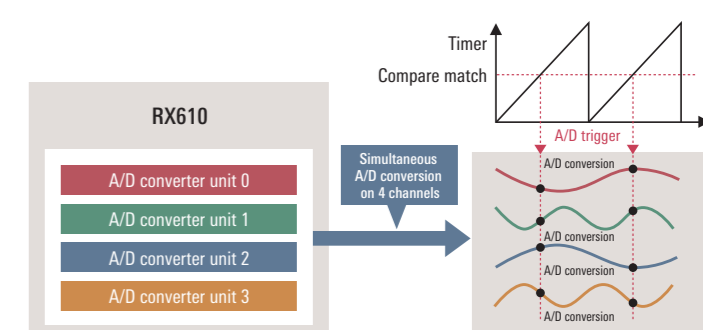 Timer
Compare match
A/D trigger
RX610
A/D converter unit 0
A/D converter unit 1
A/D converter unit 2
A/D converter unit 3
Simultaneous
A/D conversion
on 4 channels
A/D conversion
A/D conversion
A/D conversion
A/D conversion